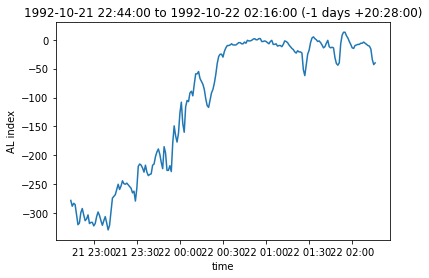 1992-10-21 22:44:00 to 1992-10-22 02:16:00 (-1 days +20:28:00)
0
−50
−100
−150
−200
−250
−300
AL index
21 23:00 21 23:30 22 00:00 22 00:30 22 01:00 22 01:30 22 02:00
time